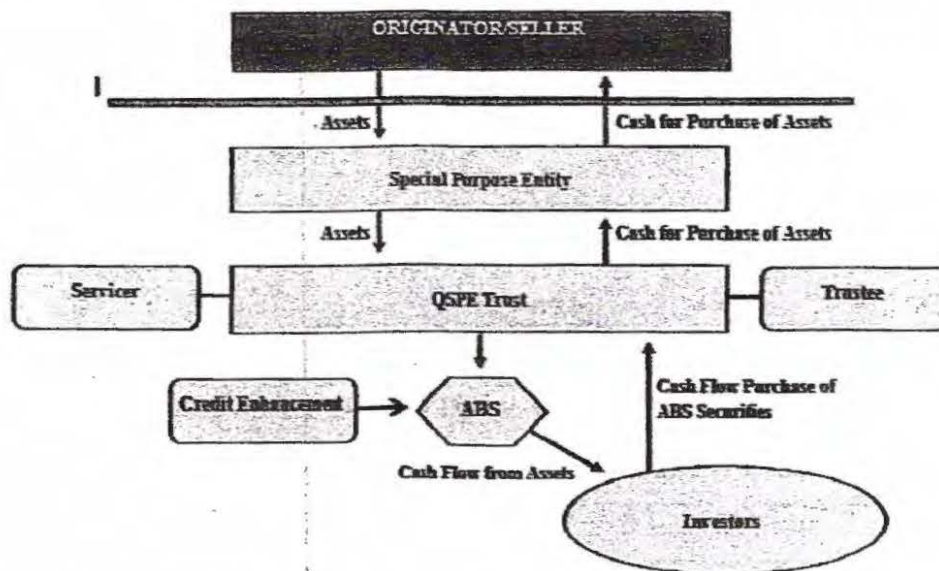 ORIGINATOR/SELLER
Assets
Cash for Purchase of Assets
Special Purpose Entity
Assets
Cash for Purchase of Assets
Servicer
QSPE Trust
Trustee
Credit Enhancement
ABS
Cash Flow Purchase of
ABS Securities
Cash Flow from Assets
Investors